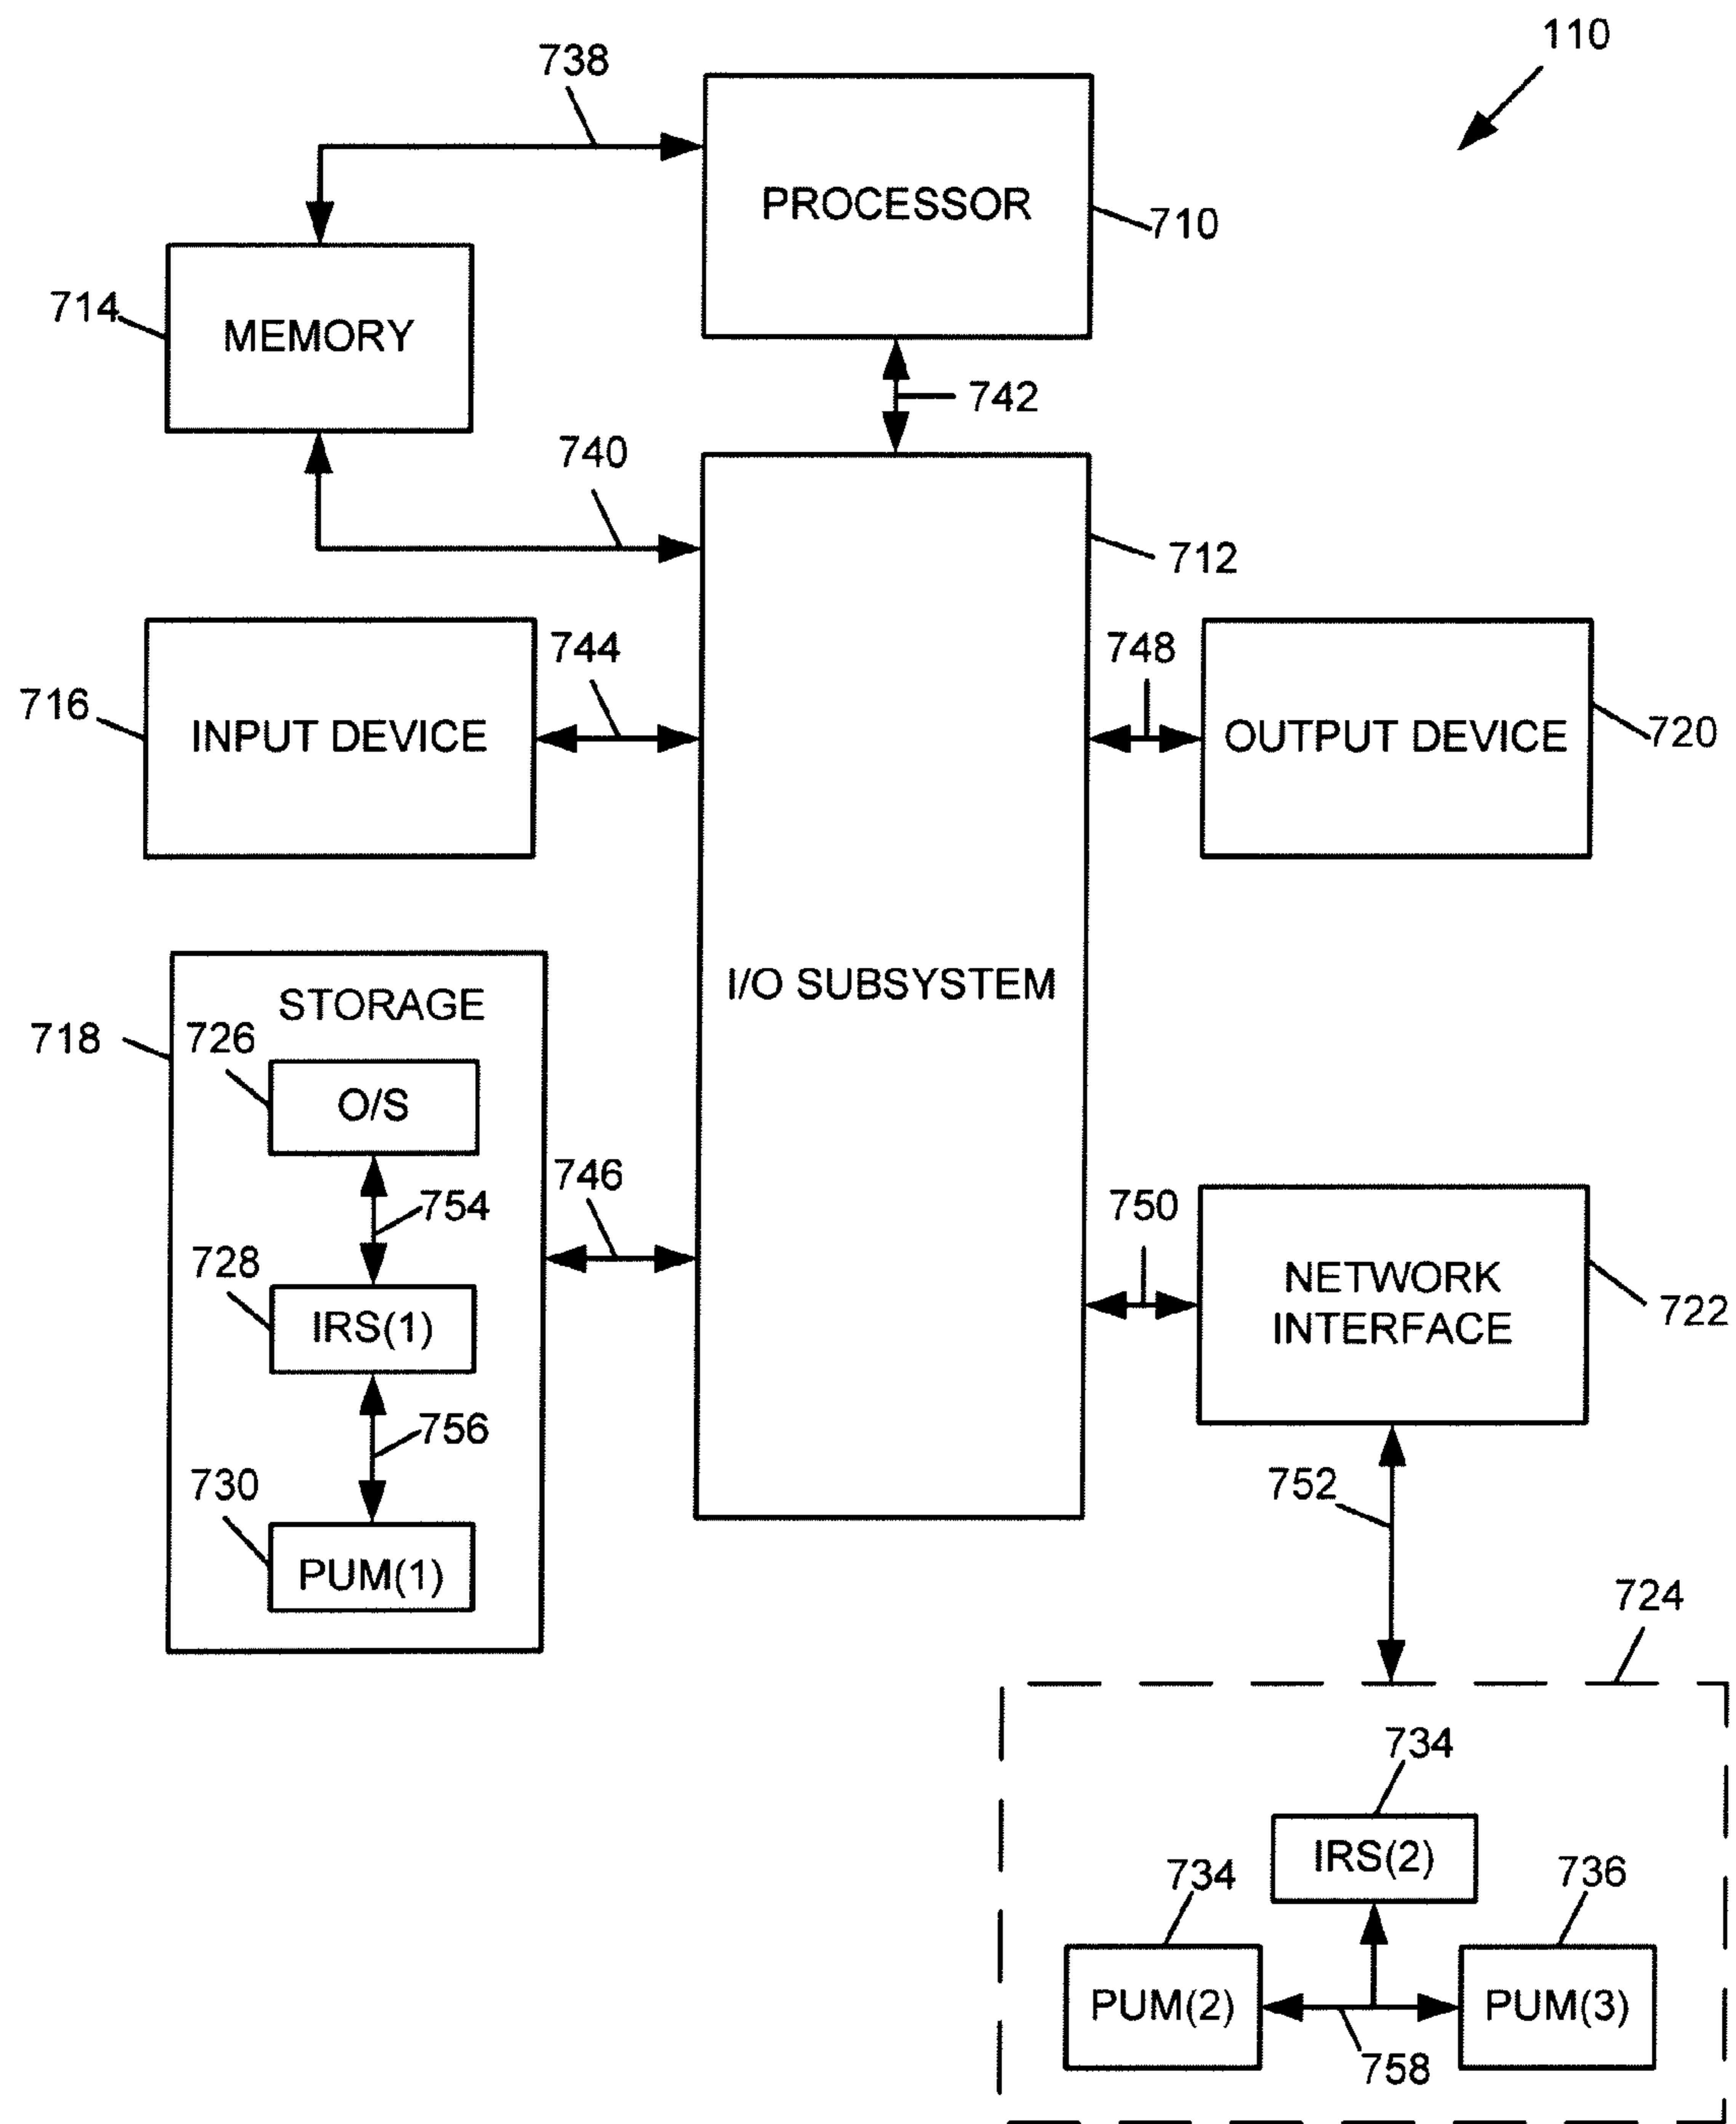 110
738
PROCESSOR
710
714
MEMORY
742
740
712
744
748
716
INPUT DEVICE
OUTPUT DEVICE
720
I/O SUBSYSTEM
STORAGE
718
726
O/S
754
746
728
IRS(1)
750
NETWORK
INTERFACE
722
756
730
PUM(1)
752
724
734
IRS(2)
734
736
PUM(2)
PUM(3)
758